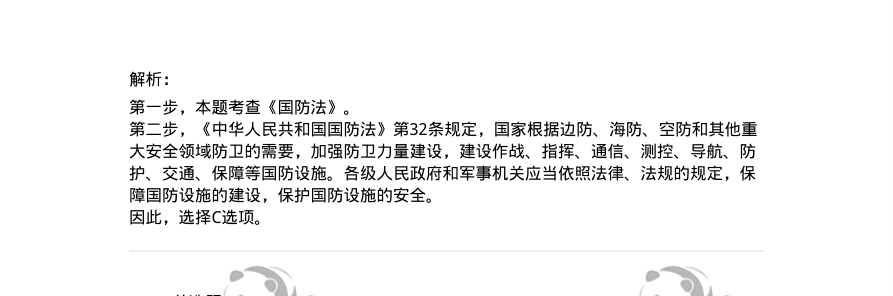 解析：
第一步，本题考查《国防法》。
第二步，《中华人民共和国国防法》第32条规定，国家根据边防、海防、空防和其他重
大安全领域防卫的需要，加强防卫力量建设，建设作战、指挥、通信、测控、导航、防
护、交通、保障等国防设施。各级人民政府和军事机关应当依照法律、法规的规定，保
障国防设施的建设，保护国防设施的安全。
因此，选择C选项。